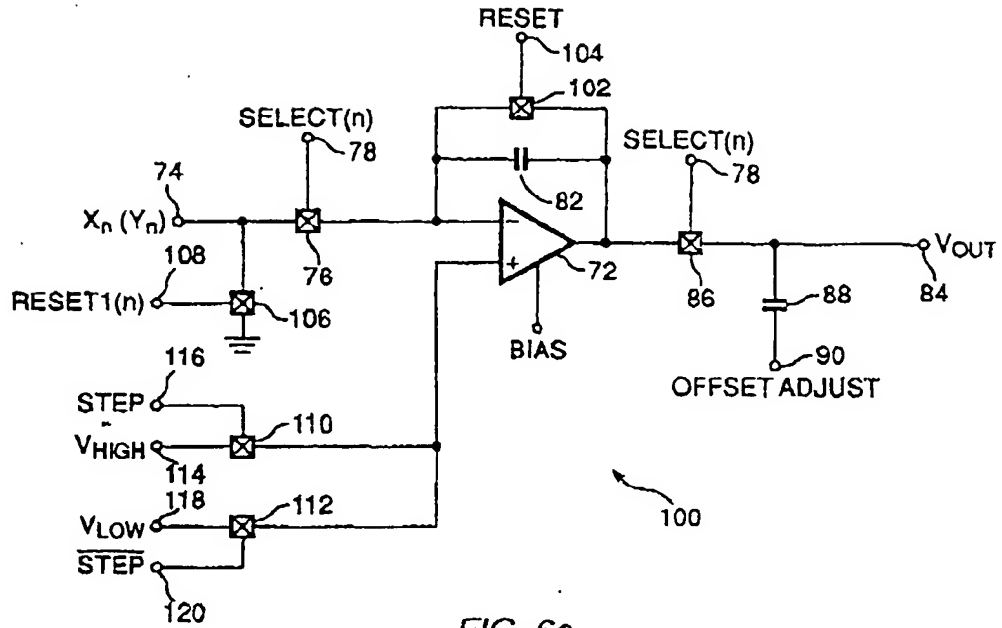 RESET
104
102
SELECT(n)
78
SELECT(n)
78
74
82
Xn (Yn)
76
72
VOUT
84
108
86
88
RESET1(n)
106
BIAS
90
OFFSET ADJUST
116
STEP
110
VHIGH
114
118
112
VLOW
100
STEP
120